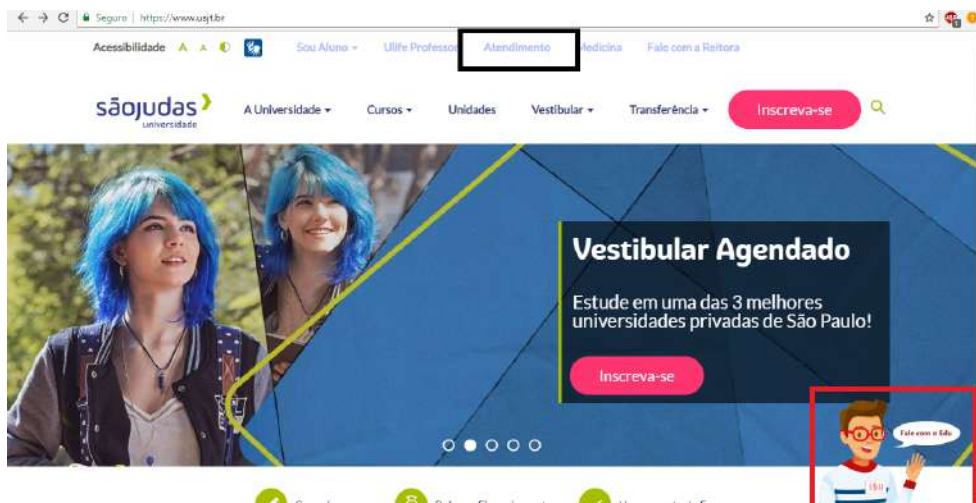 Seguro | https://www.usjt.br
Acessibilidade A A Sou Aluno Ulife Professor Atendimento Medicina Fale com a Reitora
sãojudas
universidade
A Universidade Cursos Unidades Vestibular Transferência Inscreva-se
Vestibular Agendado
Estude em uma das 3 melhores
universidades privadas de São Paulo!
Inscreva-se
Fale com o Edu